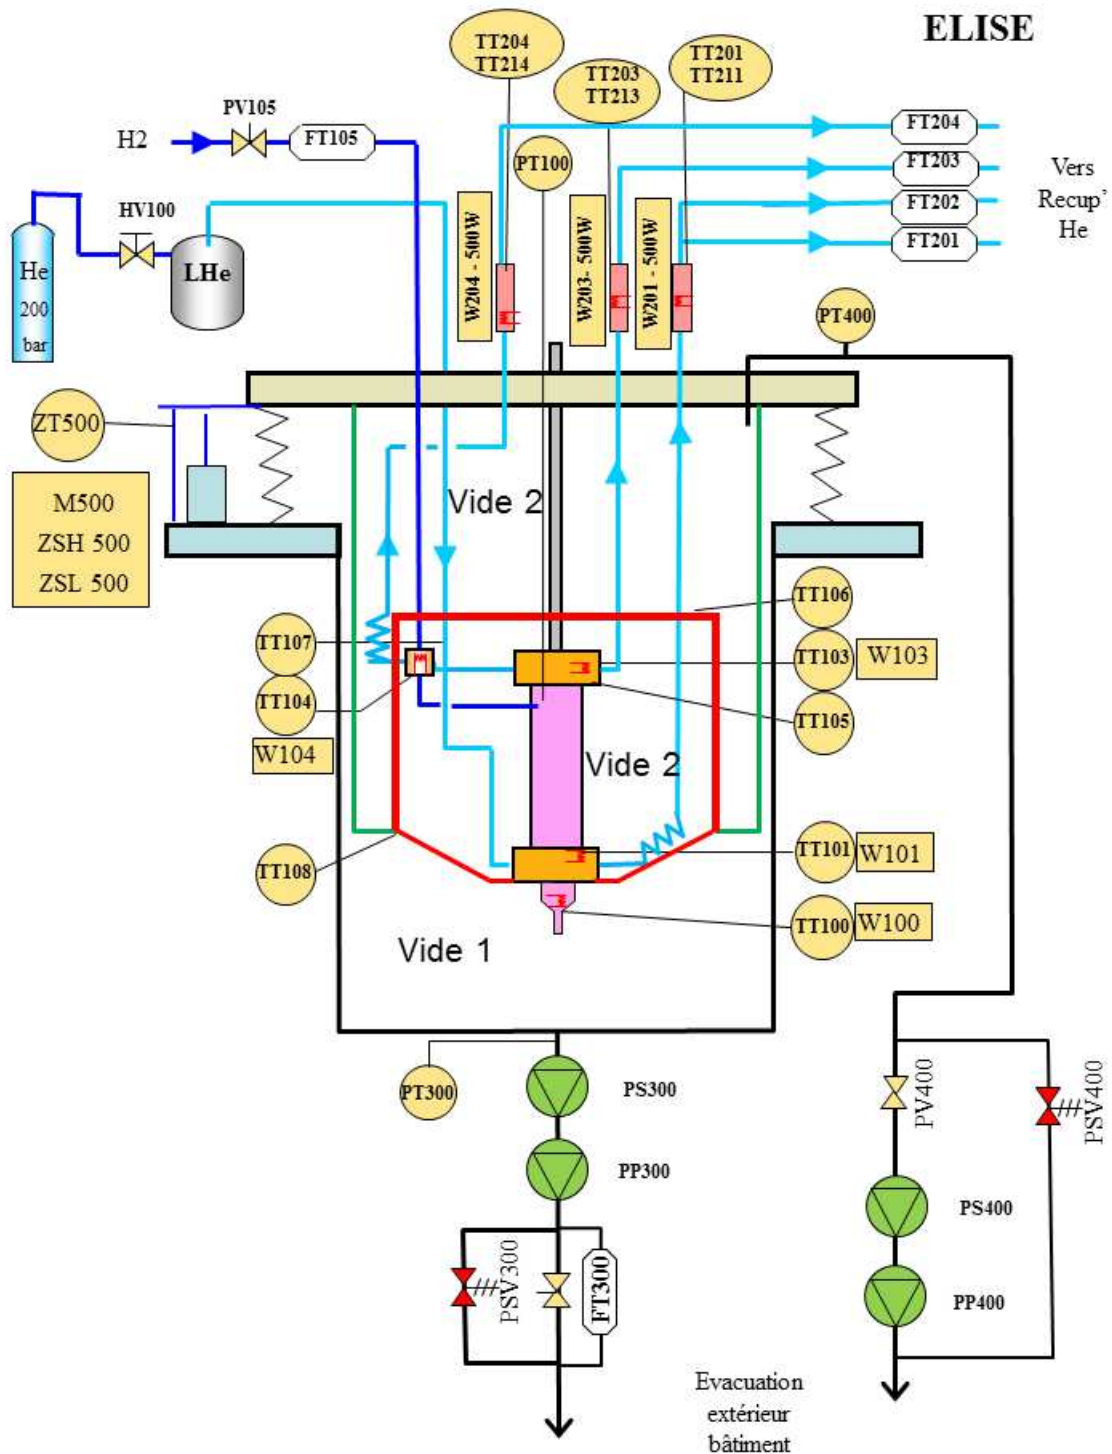 ELISE
TT204
TT214
TT203
TT213
TT201
TT211
PV105
H2
FT105
PT100
FT204
FT203
FT202
FT201
Vers
Recup'
He
HV100
He
200
bar
LHe
W204 - 500W
W203- 500W
W201 - 500W
PT400
ZT500
M500
ZSH 500
ZSL 500
Vide 2
TT106
TT107
TT103
W103
TT104
TT105
W104
Vide 2
TT101
W101
TT108
TT100
W100
Vide 1
PT300
PS300
PV400
PSV400
PP300
PS400
PSV300
FT300
PP400
Evacuation
extérieur
bâtiment